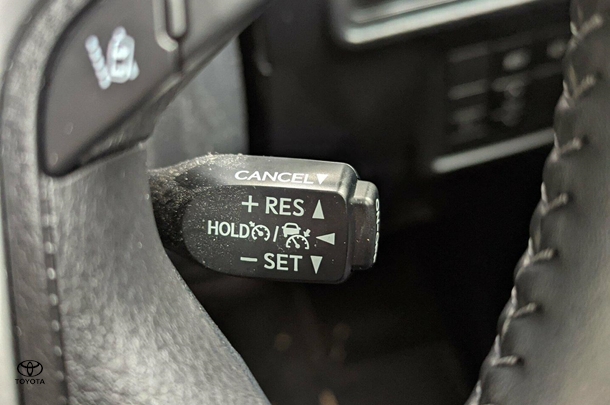 CANCEL▼
+ RES ▲
HOLD / ◀
− SET ▼
TOYOTA